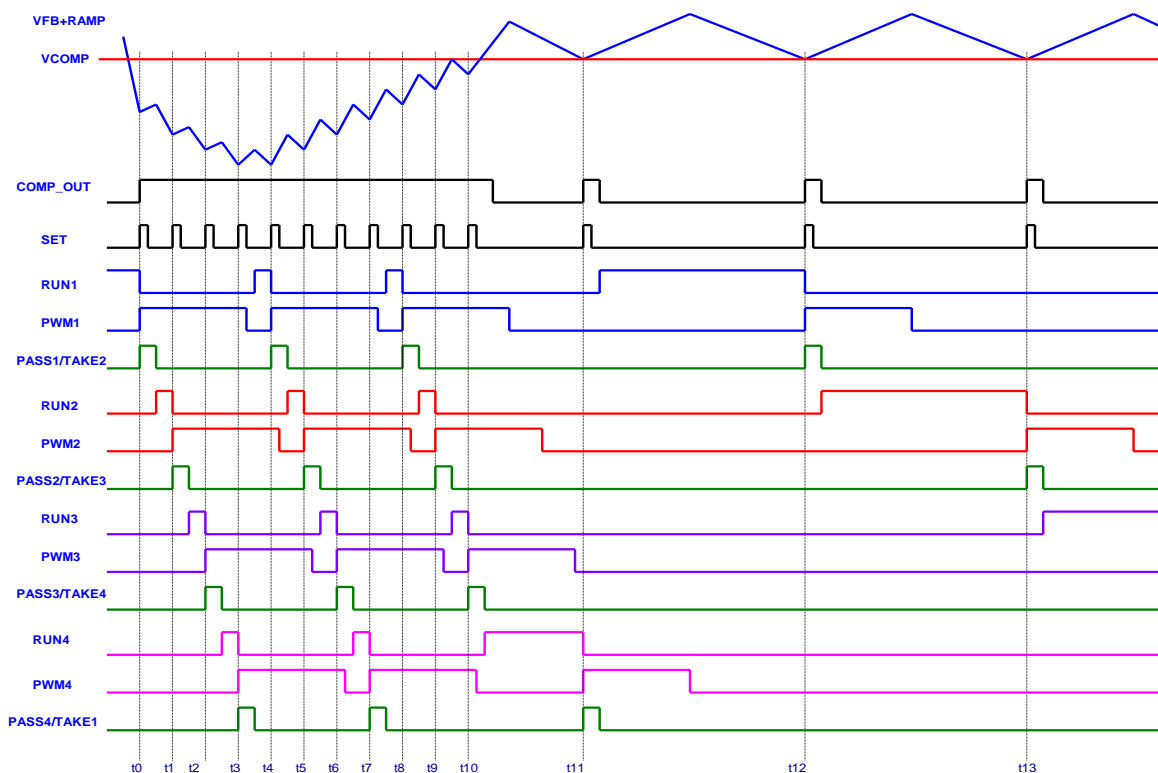 VFB+RAMP
VCOMP
COMP_OUT
SET
RUN1
PWM1
PASS1/TAKE2
RUN2
PWM2
PASS2/TAKE3
RUN3
PWM3
PASS3/TAKE4
RUN4
PWM4
PASS4/TAKE1
t0 t1 t2 t3 t4 t5 t6 t7 t8 t9 t10 t11 t12 t13